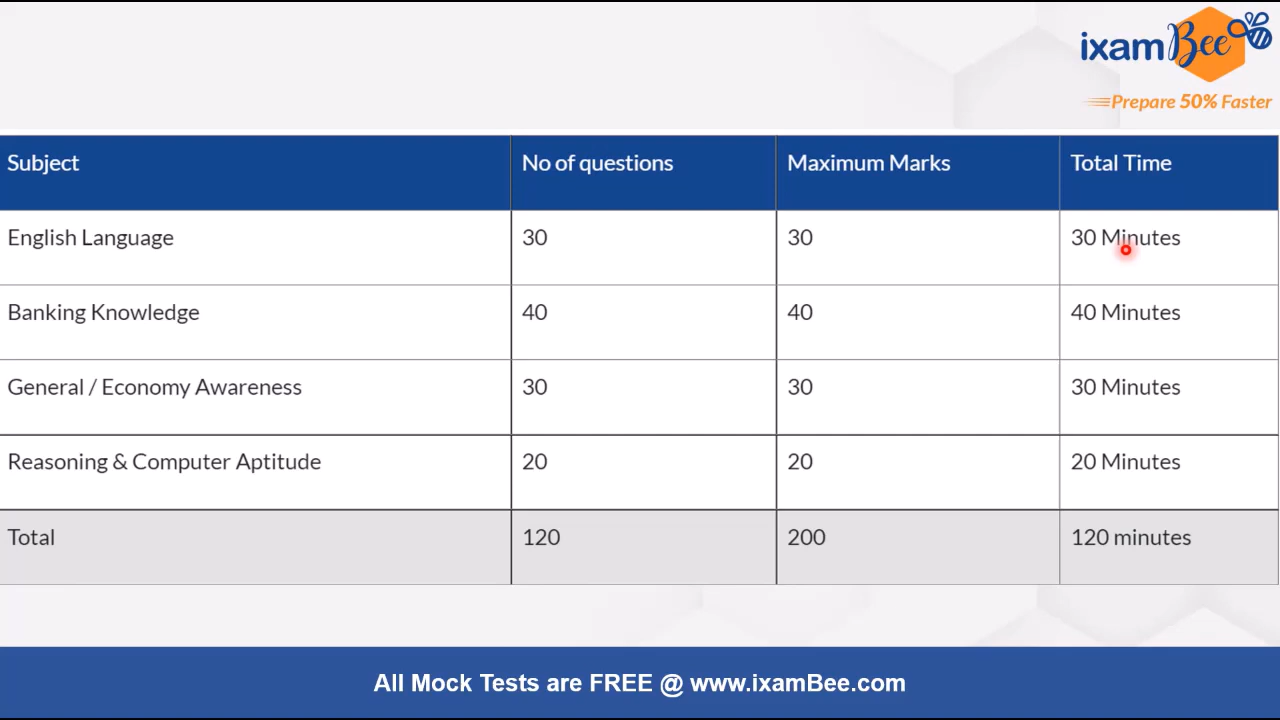 ixamBee
Prepare 50% Faster
Subject No of questions Maximum Marks Total Time
English Language 30 30 30 Minutes
Banking Knowledge 40 40 40 Minutes
General / Economy Awareness 30 30 30 Minutes
Reasoning & Computer Aptitude 20 20 20 Minutes
Total 120 200 120 minutes
All Mock Tests are FREE @ www.ixamBee.com